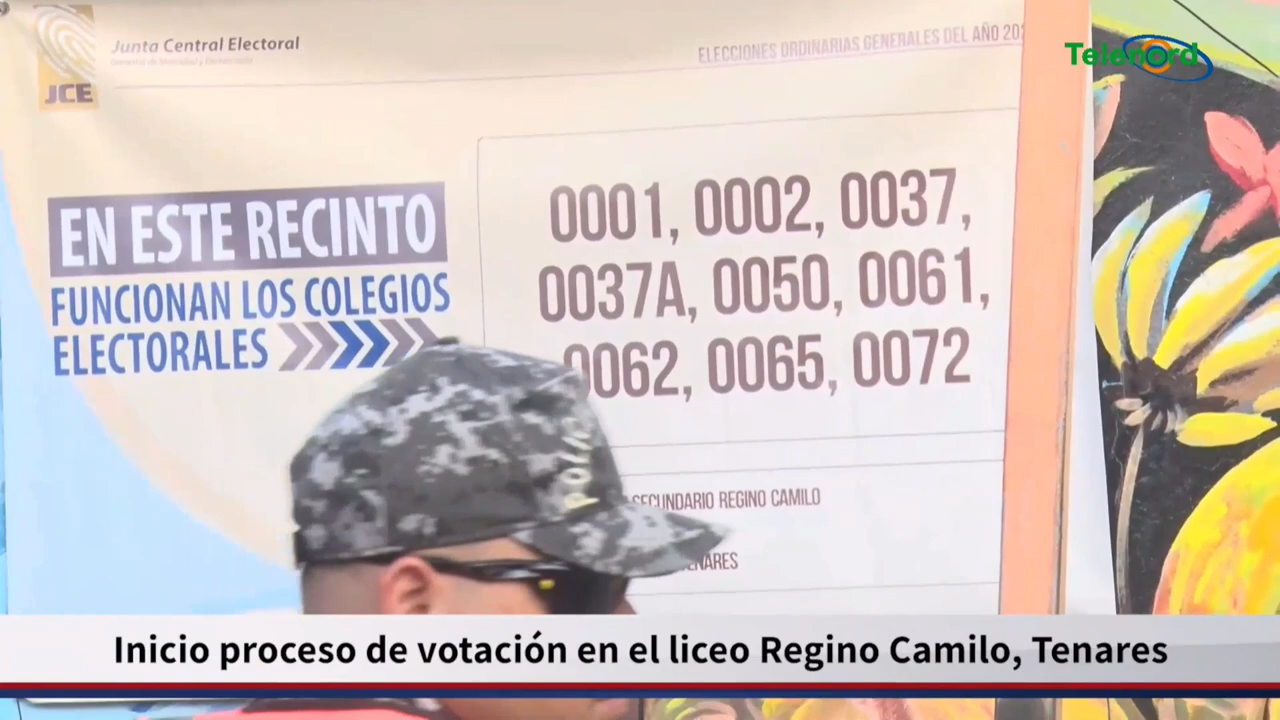 Junta Central Electoral
JCE
ELECCIONES ORDINARIAS GENERALES DEL AÑO
Telenord
EN ESTE RECINTO
FUNCIONAN LOS COLEGIOS
ELECTORALES
0001, 0002, 0037,
0037A, 0050, 0061,
0062, 0065, 0072
POLICIA
SECUNDARIO REGINO CAMILO
TENARES
Inicio proceso de votación en el liceo Regino Camilo, Tenares